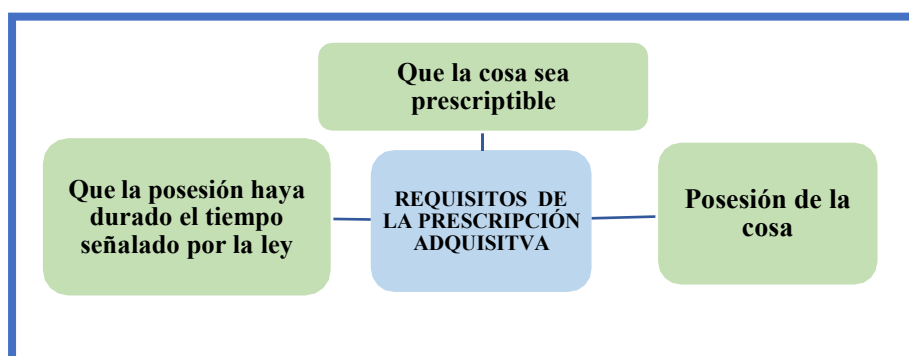 Que la cosa sea
prescriptible
Que la posesión haya
durado el tiempo
señalado por la ley
REQUISITOS DE
LA PRESCRIPCIÓN
ADQUISITVA
Posesión de la
cosa